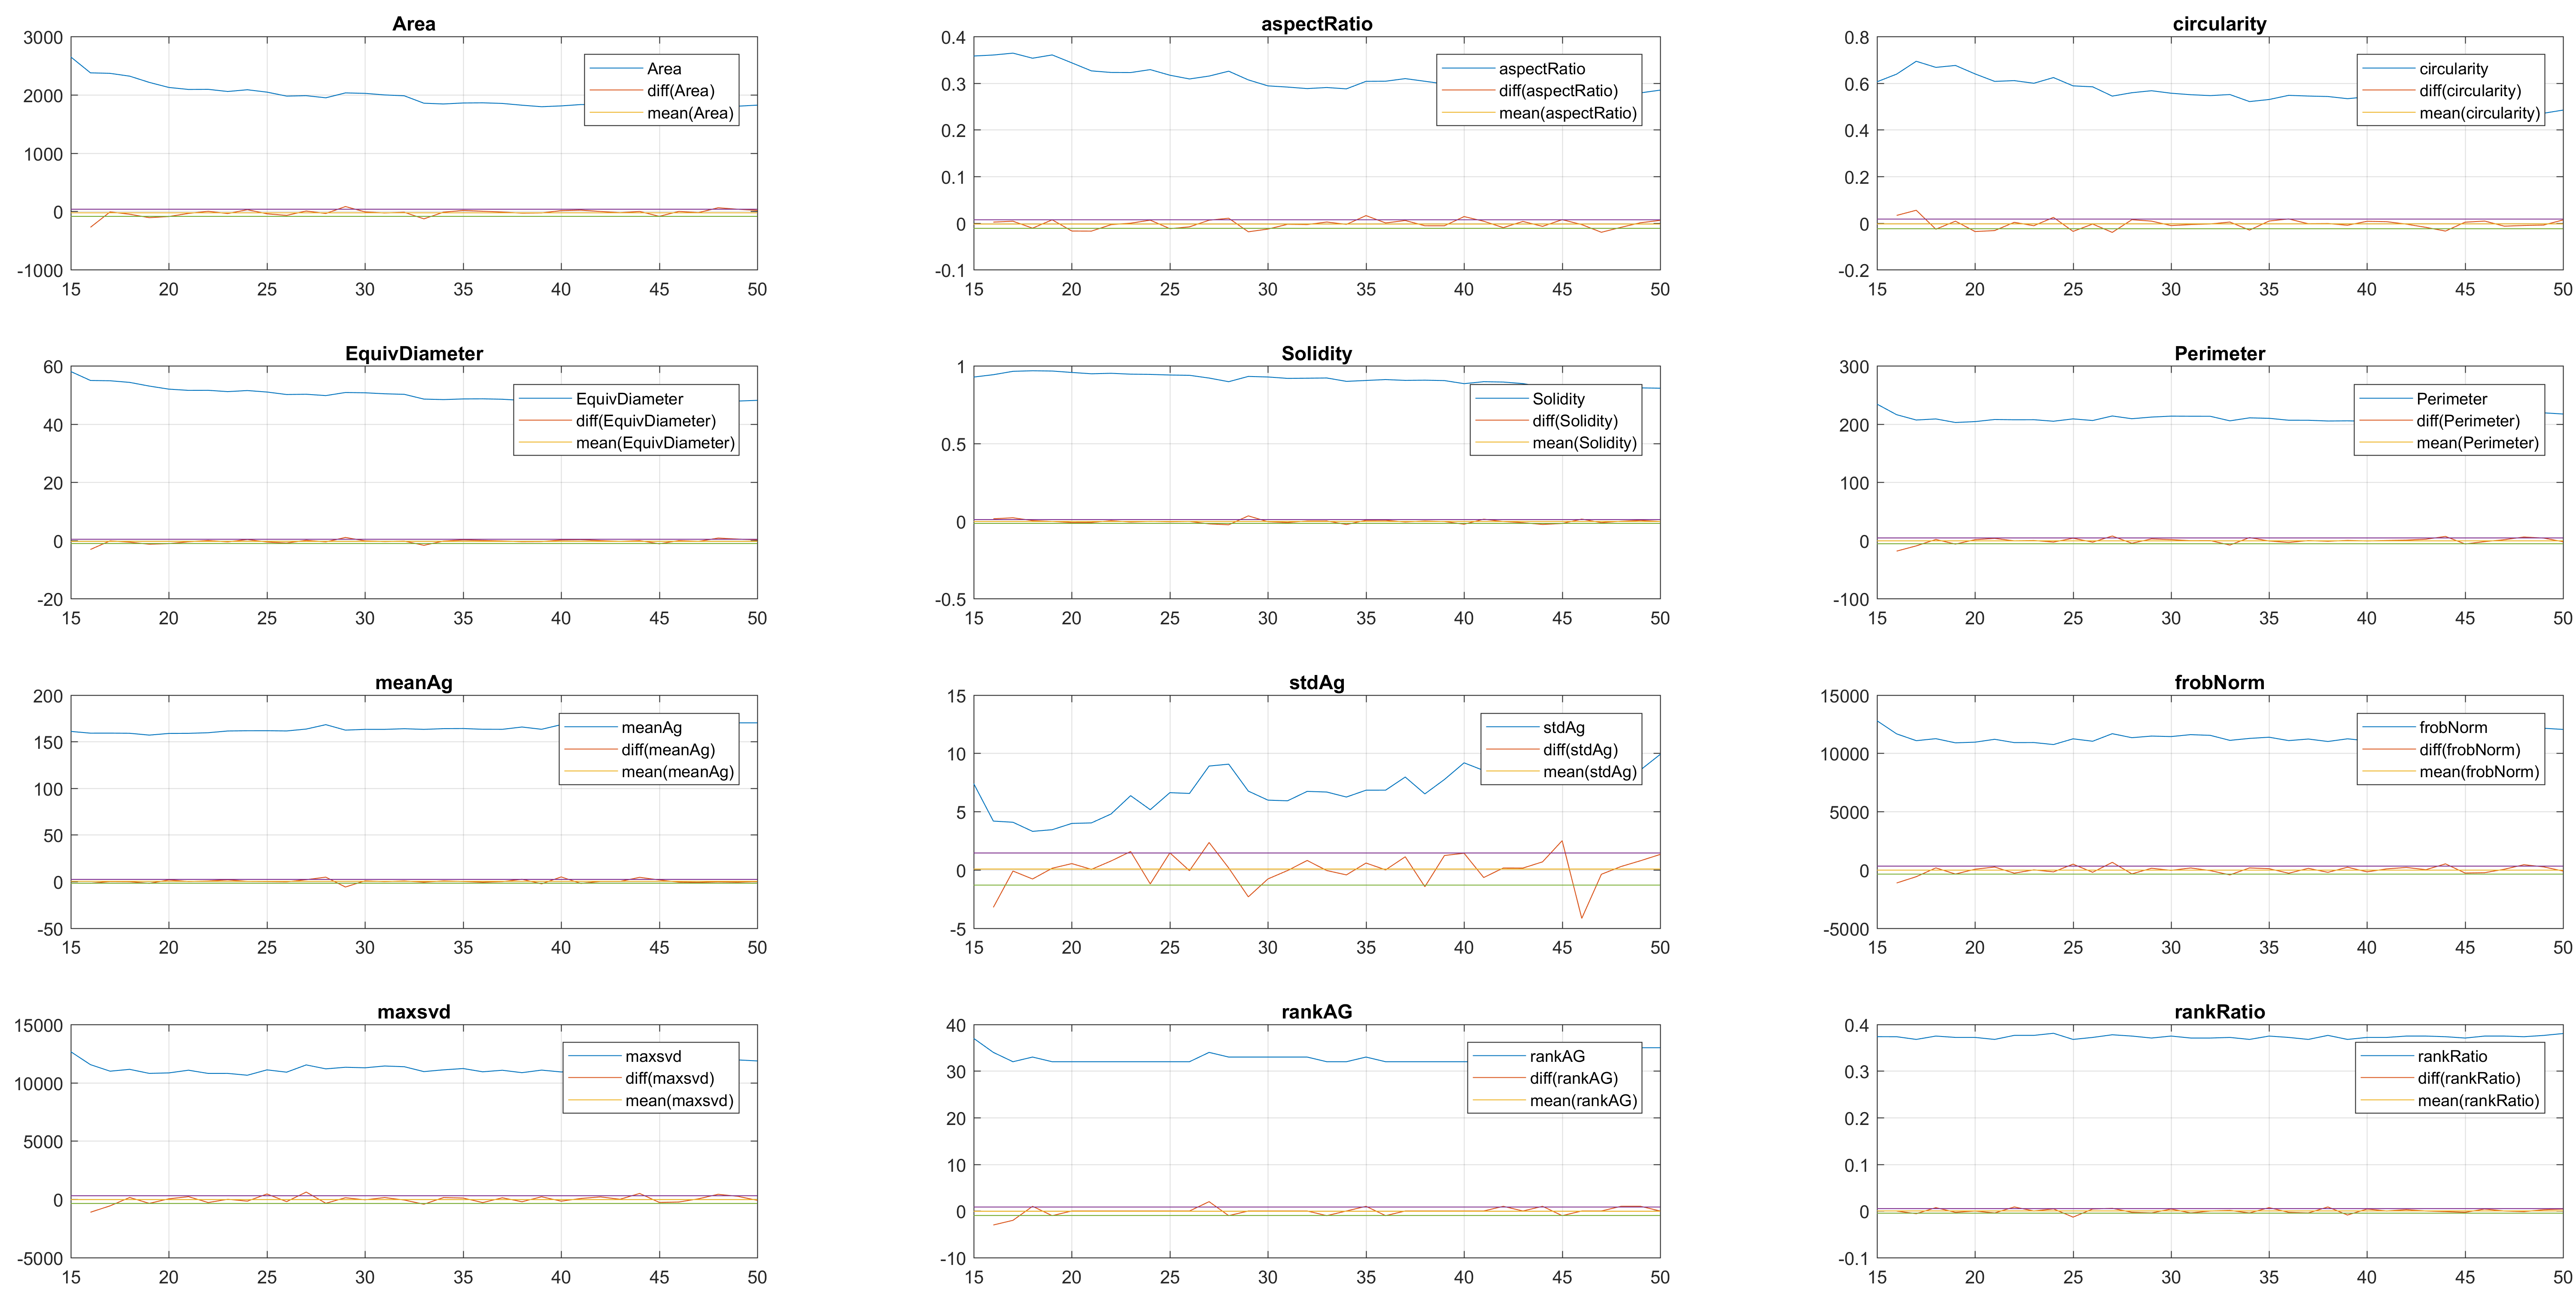 Area
3000
2000
1000
0
-1000
15 20 25 30 35 40 45 50
Area
diff(Area)
mean(Area)
aspectRatio
0.4
0.3
0.2
0.1
0
-0.1
15 20 25 30 35 40 45 50
aspectRatio
diff(aspectRatio)
mean(aspectRatio)
circularity
0.8
0.6
0.4
0.2
0
-0.2
15 20 25 30 35 40 45 50
circularity
diff(circularity)
mean(circularity)
EquivDiameter
60
40
20
0
-20
15 20 25 30 35 40 45 50
EquivDiameter
diff(EquivDiameter)
mean(EquivDiameter)
Solidity
1
0.5
0
-0.5
15 20 25 30 35 40 45 50
Solidity
diff(Solidity)
mean(Solidity)
Perimeter
300
200
100
0
-100
15 20 25 30 35 40 45 50
Perimeter
diff(Perimeter)
mean(Perimeter)
meanAg
200
150
100
50
0
-50
15 20 25 30 35 40 45 50
meanAg
diff(meanAg)
mean(meanAg)
stdAg
15
10
5
0
-5
15 20 25 30 35 40 45 50
stdAg
diff(stdAg)
mean(stdAg)
frobNorm
15000
10000
5000
0
-5000
15 20 25 30 35 40 45 50
frobNorm
diff(frobNorm)
mean(frobNorm)
maxsvd
15000
10000
5000
0
-5000
15 20 25 30 35 40 45 50
maxsvd
diff(maxsvd)
mean(maxsvd)
rankAG
40
30
20
10
0
-10
15 20 25 30 35 40 45 50
rankAG
diff(rankAG)
mean(rankAG)
rankRatio
0.4
0.3
0.2
0.1
0
-0.1
15 20 25 30 35 40 45 50
rankRatio
diff(rankRatio)
mean(rankRatio)